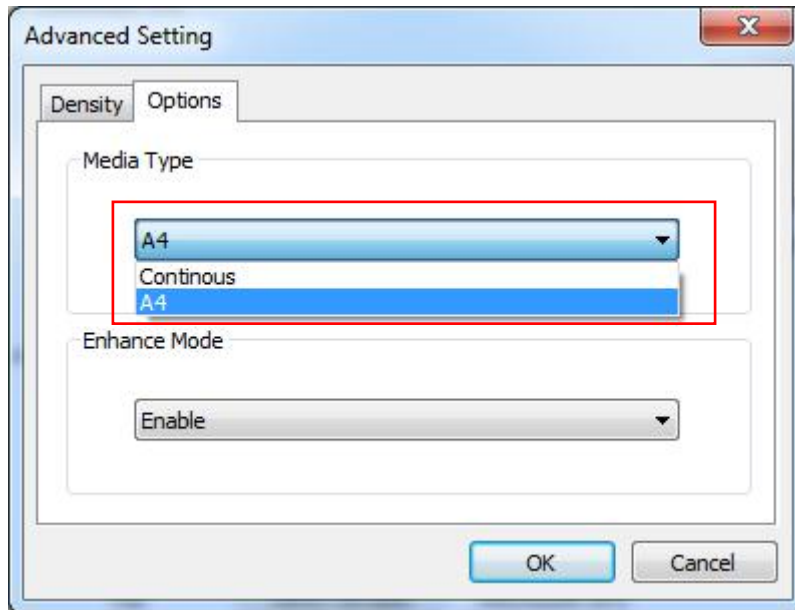 Advanced Setting
Density Options
Media Type
A4
Continous
A4
Enhance Mode
Enable
OK Cancel